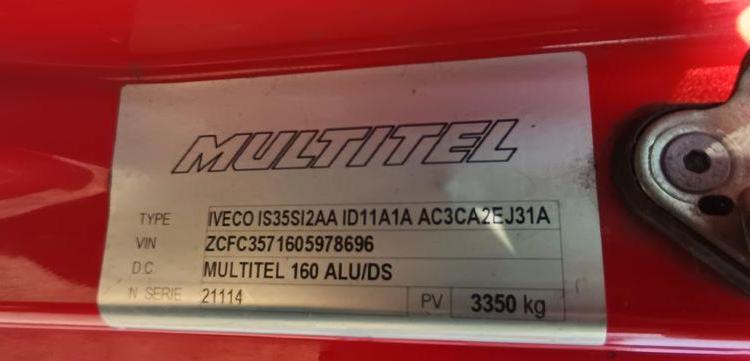 MULTITEL
TYPE IVECO IS35SI2AA ID11A1A AC3CA2EJ31A
VIN ZCFC3571605978696
D.C. MULTITEL 160 ALU/DS
N SERIE 21114 PV 3350 kg